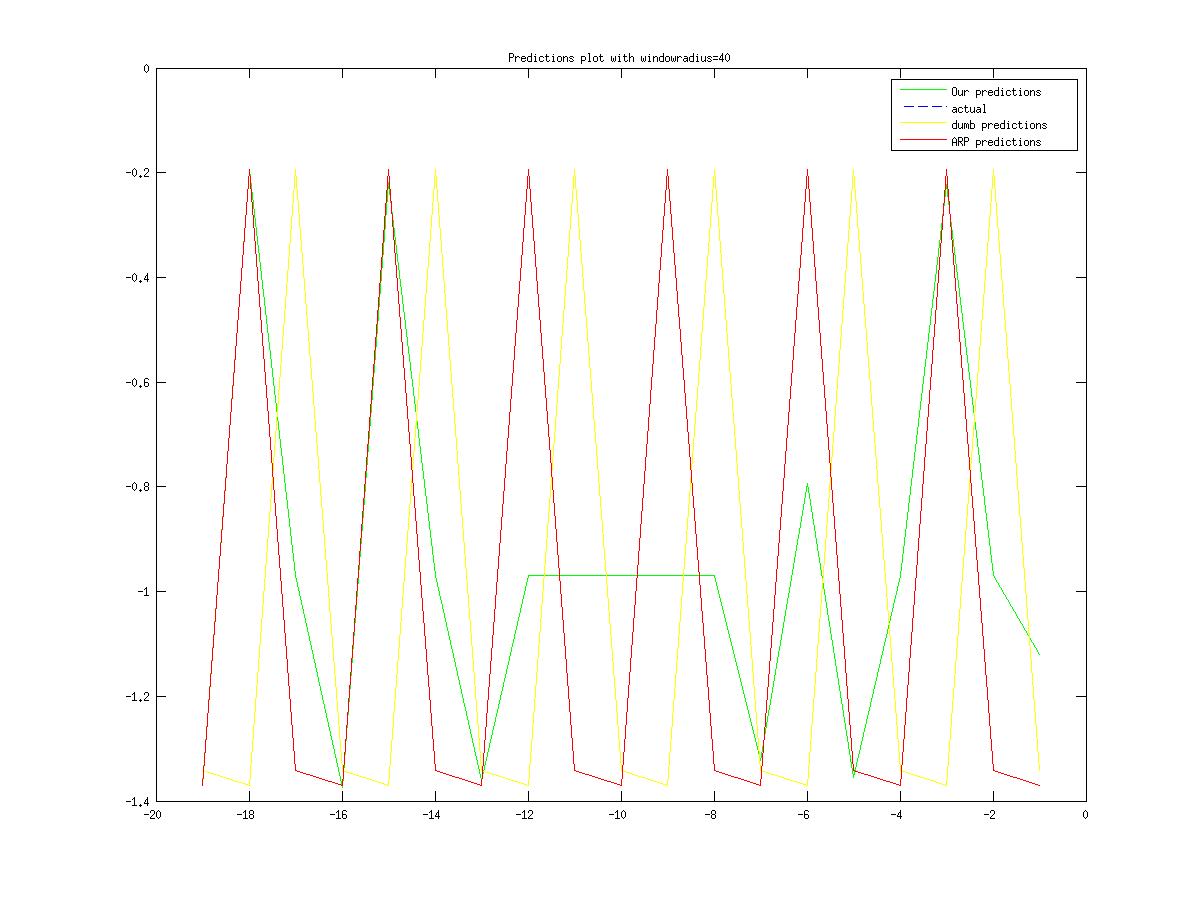 Predictions plot with windowradius=40
0
Our predictions
actual
dumb predictions
ARP predictions
-0.2
-0.4
-0.6
-0.8
-1
-1.2
-1.4
-20 -18 -16 -14 -12 -10 -8 -6 -4 -2 0